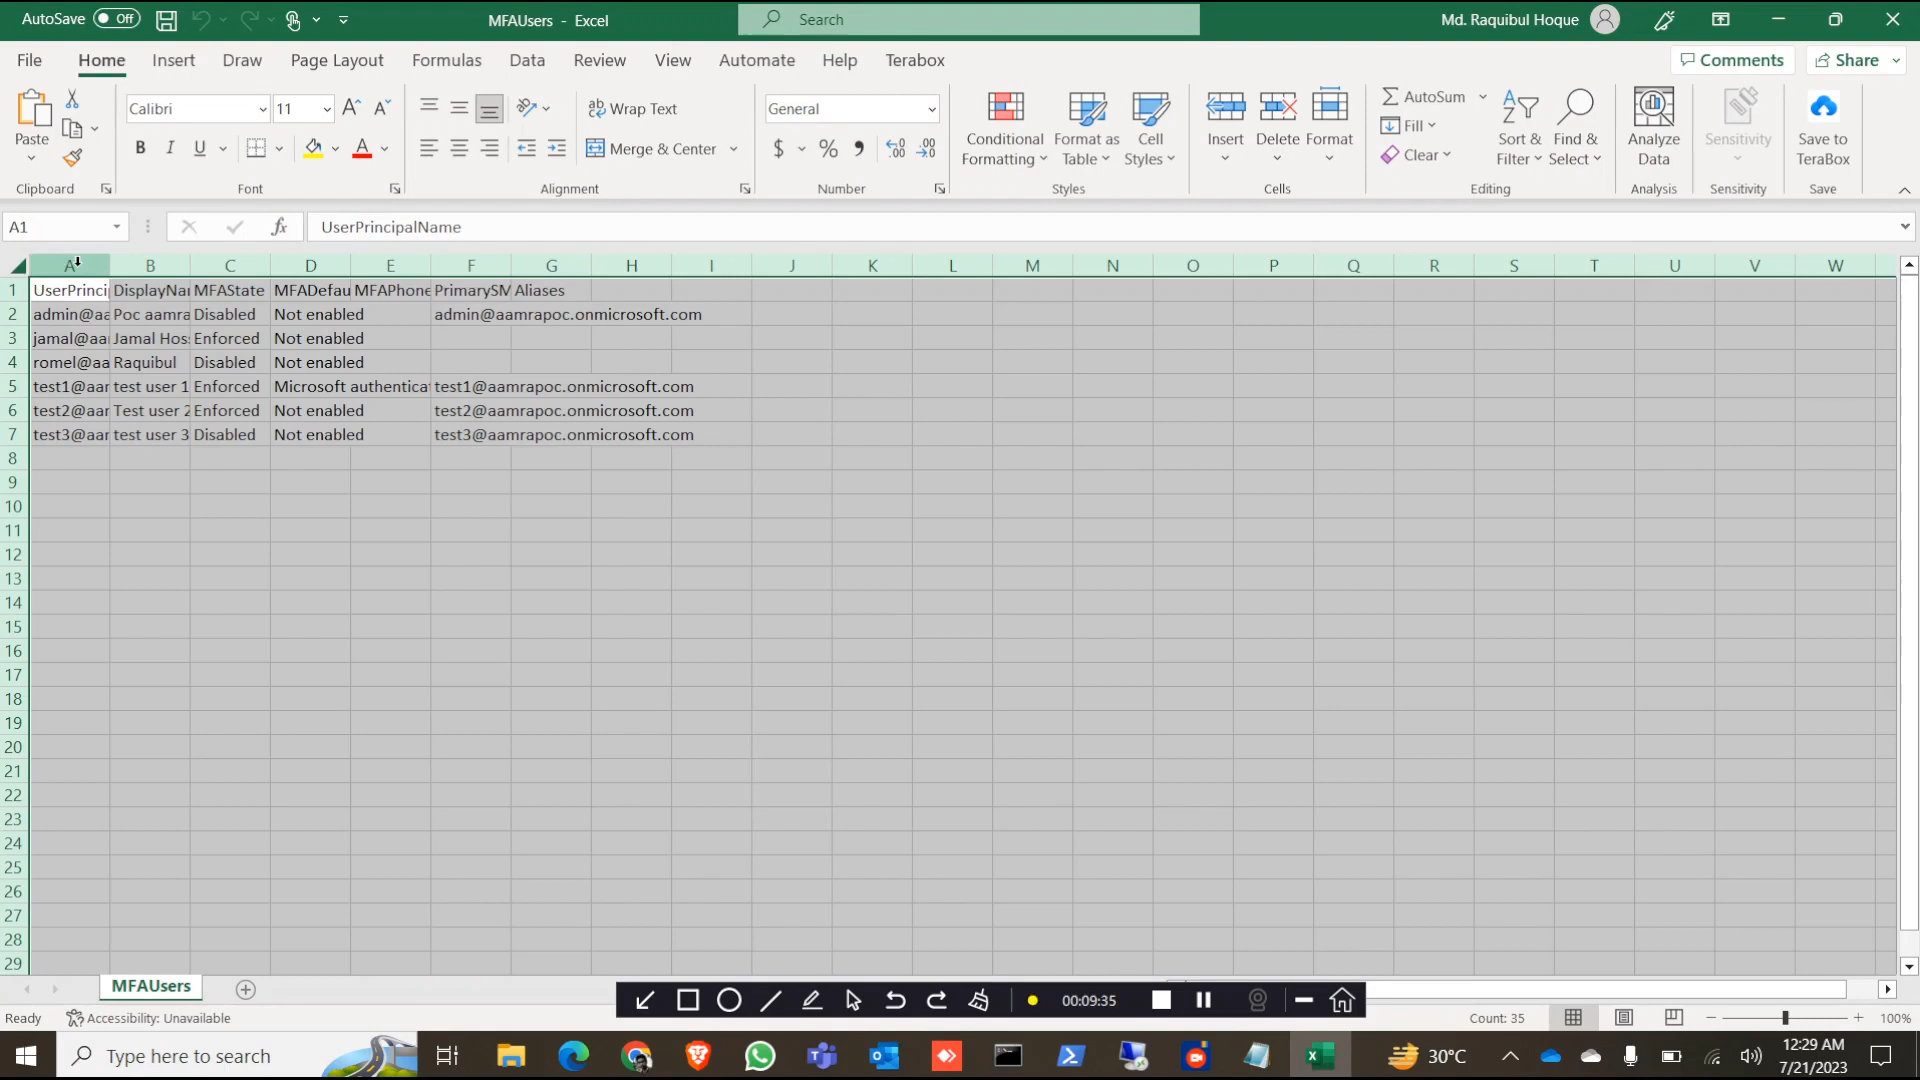 AutoSave Off MFAUsers - Excel Search Md. Raquibul Hoque
File Home Insert Draw Page Layout Formulas Data Review View Automate Help Terabox Comments Share
Paste Calibri 11 Wrap Text General Conditional Formatting Format as Table Cell Styles Insert Delete Format AutoSum Fill Clear Sort & Filter Find & Select Analyze Data Sensitivity Save to TeraBox
B I U A Merge & Center $ % 9
Clipboard Font Alignment Number Styles Cells Editing Analysis Sensitivity Save
A1 fx UserPrincipalName
A B C D E F G H I J K L M N O P Q R S T U V W
1 UserPrinci DisplayNa MFAState MFADefau MFAPhone PrimarySM Aliases
2 admin@aa Poc aamra Disabled Not enabled admin@aamrapoc.onmicrosoft.com
3 jamal@aa Jamal Hos Enforced Not enabled
4 romel@aa Raquibul Disabled Not enabled
5 test1@aar test user 1 Enforced Microsoft authentica test1@aamrapoc.onmicrosoft.com
6 test2@aar Test user 2 Enforced Not enabled test2@aamrapoc.onmicrosoft.com
7 test3@aar test user 3 Disabled Not enabled test3@aamrapoc.onmicrosoft.com
8
9
10
11
12
13
14
15
16
17
18
19
20
21
22
23
24
25
26
27
28
29
MFAUsers
00:09:35
Ready Accessibility: Unavailable Count: 35 100%
Type here to search 30°C 12:29 AM
7/21/2023